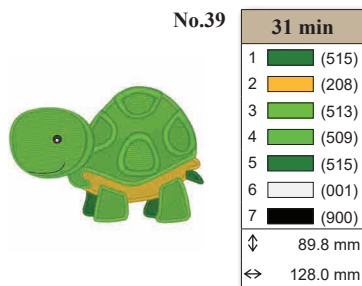 No.39
31 min
1 (515)
2 (208)
3 (513)
4 (509)
5 (515)
6 (001)
7 (900)
↕ 89.8 mm
↔ 128.0 mm